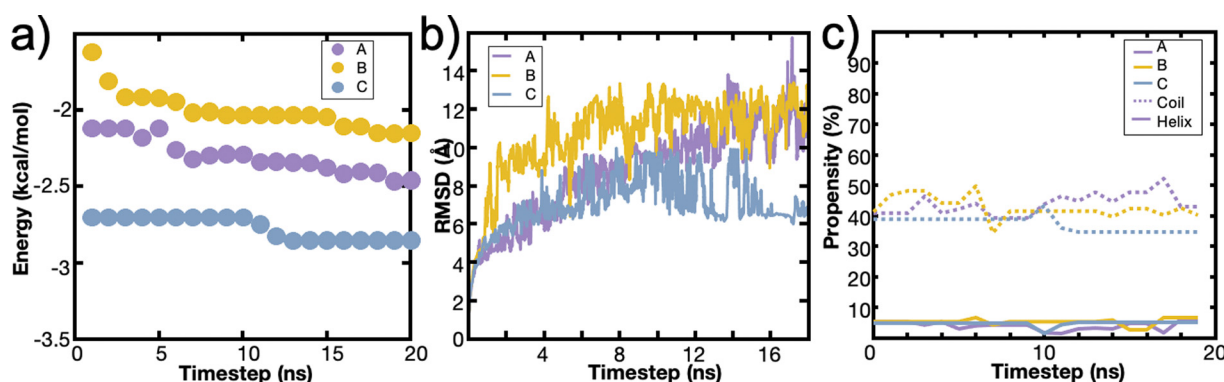 a)
A
B
C
-2
-2.5
-3
-3.5
0
5
10
15
20
Energy (kcal/mol)
Timestep (ns)
b)
A
B
C
14
12
10
8
6
4
2
0
4
8
12
16
RMSD (Å)
Timestep (ns)
c)
A
B
C
Coil
Helix
90
80
70
60
50
40
30
10
0
10
20
Propensity (%)
Timestep (ns)